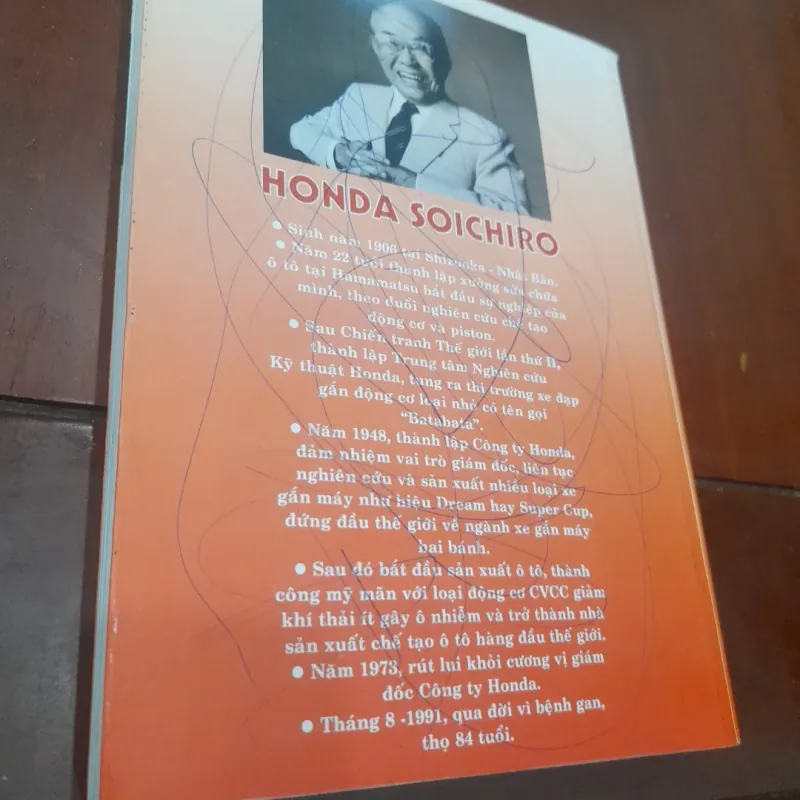 HONDA SOICHIRO
• Sinh năm 1906 tại Shizuoka - Nhật Bản.
• Năm 22 tuổi thành lập xưởng sửa chữa
ô tô tại Hamamatsu bắt đầu sự nghiệp của
mình, theo đuổi nghiên cứu chế tạo
động cơ và piston.
• Sau Chiến tranh Thế giới lần thứ II,
thành lập Trung tâm Nghiên cứu
Kỹ thuật Honda, tung ra thị trường xe đạp
gắn động cơ loại nhỏ có tên gọi
“Batabata”.
• Năm 1948, thành lập Công ty Honda,
đảm nhiệm vai trò giám đốc, liên tục
nghiên cứu và sản xuất nhiều loại xe
gắn máy như hiệu Dream hay Super Cup,
đứng đầu thế giới về ngành xe gắn máy
hai bánh.
• Sau đó bắt đầu sản xuất ô tô, thành
công mỹ mãn với loại động cơ CVCC giảm
khí thải ít gây ô nhiễm và trở thành nhà
sản xuất chế tạo ô tô hàng đầu thế giới.
• Năm 1973, rút lui khỏi cương vị giám
đốc Công ty Honda.
• Tháng 8 -1991, qua đời vì bệnh gan,
thọ 84 tuổi.